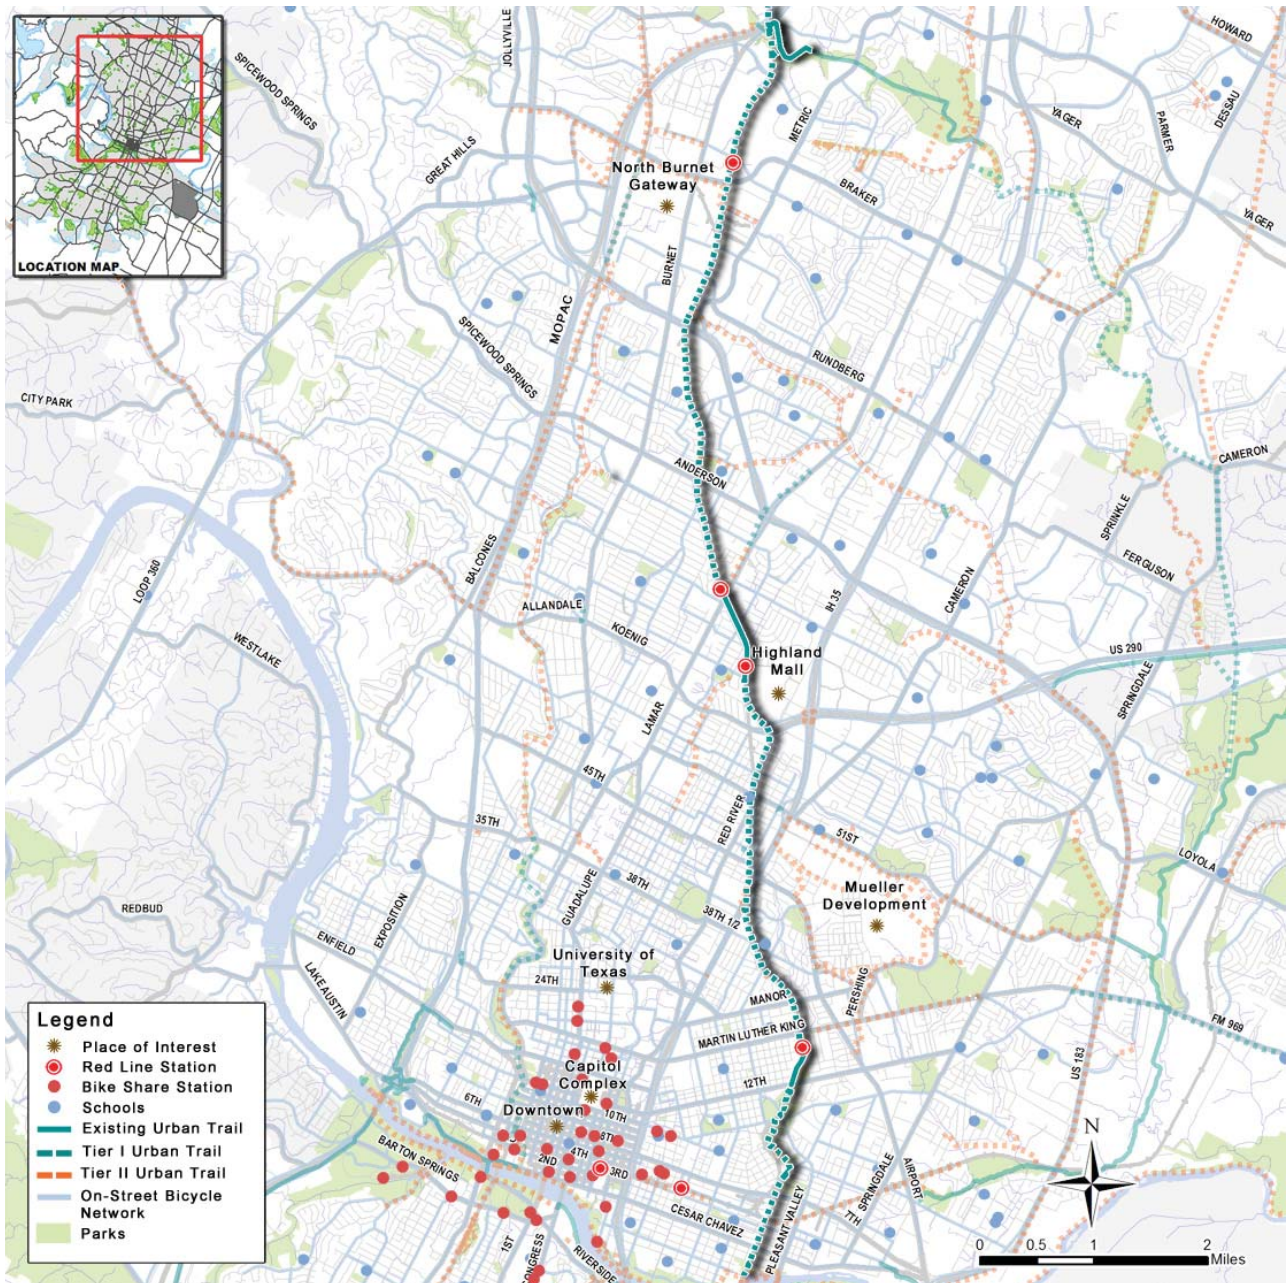 JOLLYVILLE
HOWARD
SPICEWOOD SPRINGS
METRIC
YAGER
PARMER
DESSAU
GREAT HILLS
North Burnet
Gateway
BRAKER
YAGER
LOCATION MAP
BURNET
MOPAC
SPICEWOOD SPRINGS
RUNDBERG
CITY PARK
ANDERSON
CAMERON
SPRINKLE
FERGUSON
BALCONES
LOOP 360
ALLANDALE
IH 35
CAMERON
KOENIG
WESTLAKE
Highland
Mall
US 290
SPRINGDALE
LAMAR
45TH
35TH
RED RIVER
51ST
LOYOLA
GUADALUPE
38TH
38TH 1/2
Mueller
Development
REDBUD
EXPOSITION
ENFIELD
University of
Texas
LAKE AUSTIN
24TH
MANOR
PERSHING
FM 969
MARTIN LUTHER KING
US 183
Capitol
Complex
12TH
6TH
Downtown
10TH
8TH
4TH
2ND
3RD
BARTON SPRINGS
CESAR CHAVEZ
PLEASANT VALLEY
SPRINGDALE
AIRPORT
7TH
1ST
RIVERSIDE
Legend
Place of Interest
Red Line Station
Bike Share Station
Schools
Existing Urban Trail
Tier I Urban Trail
Tier II Urban Trail
On-Street Bicycle
Network
Parks
N
0 0.5 1 2
Miles